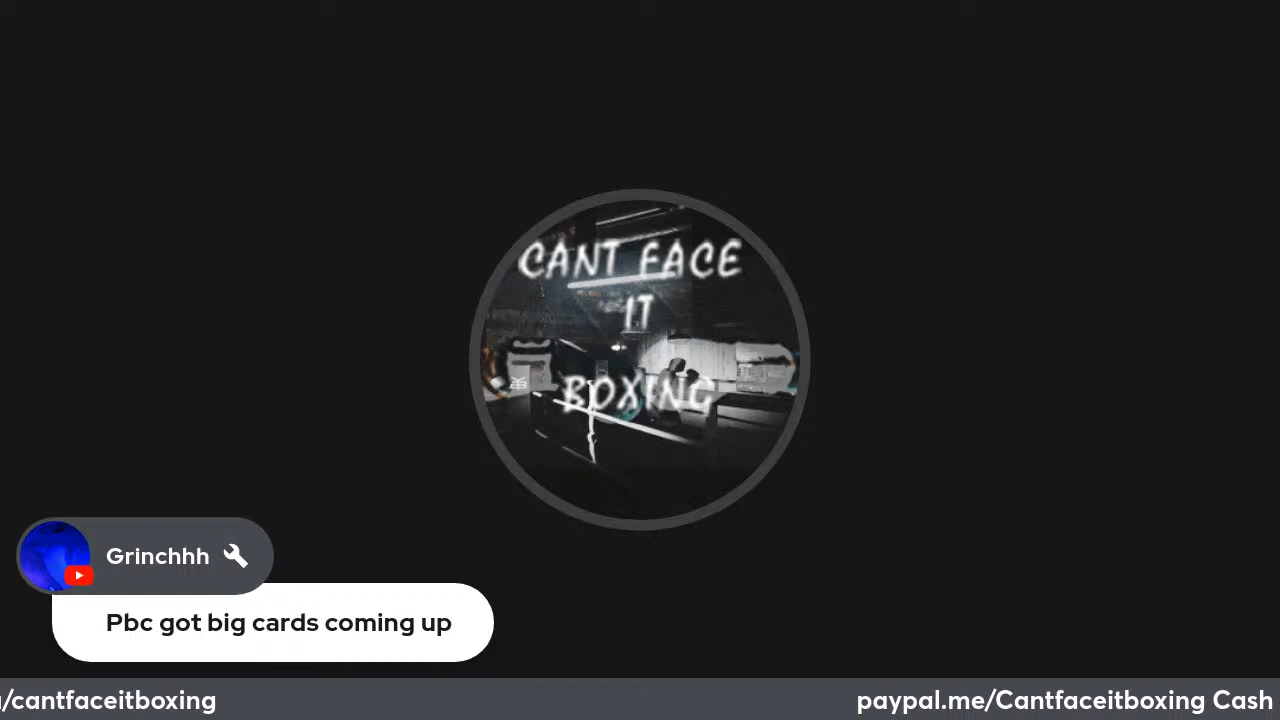 CANT FACE
IT
BOXING
Grinchhh
Pbc got big cards coming up
/cantfaceitboxing
paypal.me/Cantfaceitboxing Cash